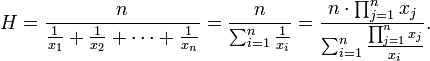 H = \frac{n}{\frac{1}{x_1} + \frac{1}{x_2} + \cdots + \frac{1}{x_n}} = \frac{n}{\sum_{i=1}^n \frac{1}{x_i}} = \frac{n \cdot \prod_{j=1}^n x_j}{\sum_{i=1}^n \frac{\prod_{j=1}^n x_j}{x_i}}.